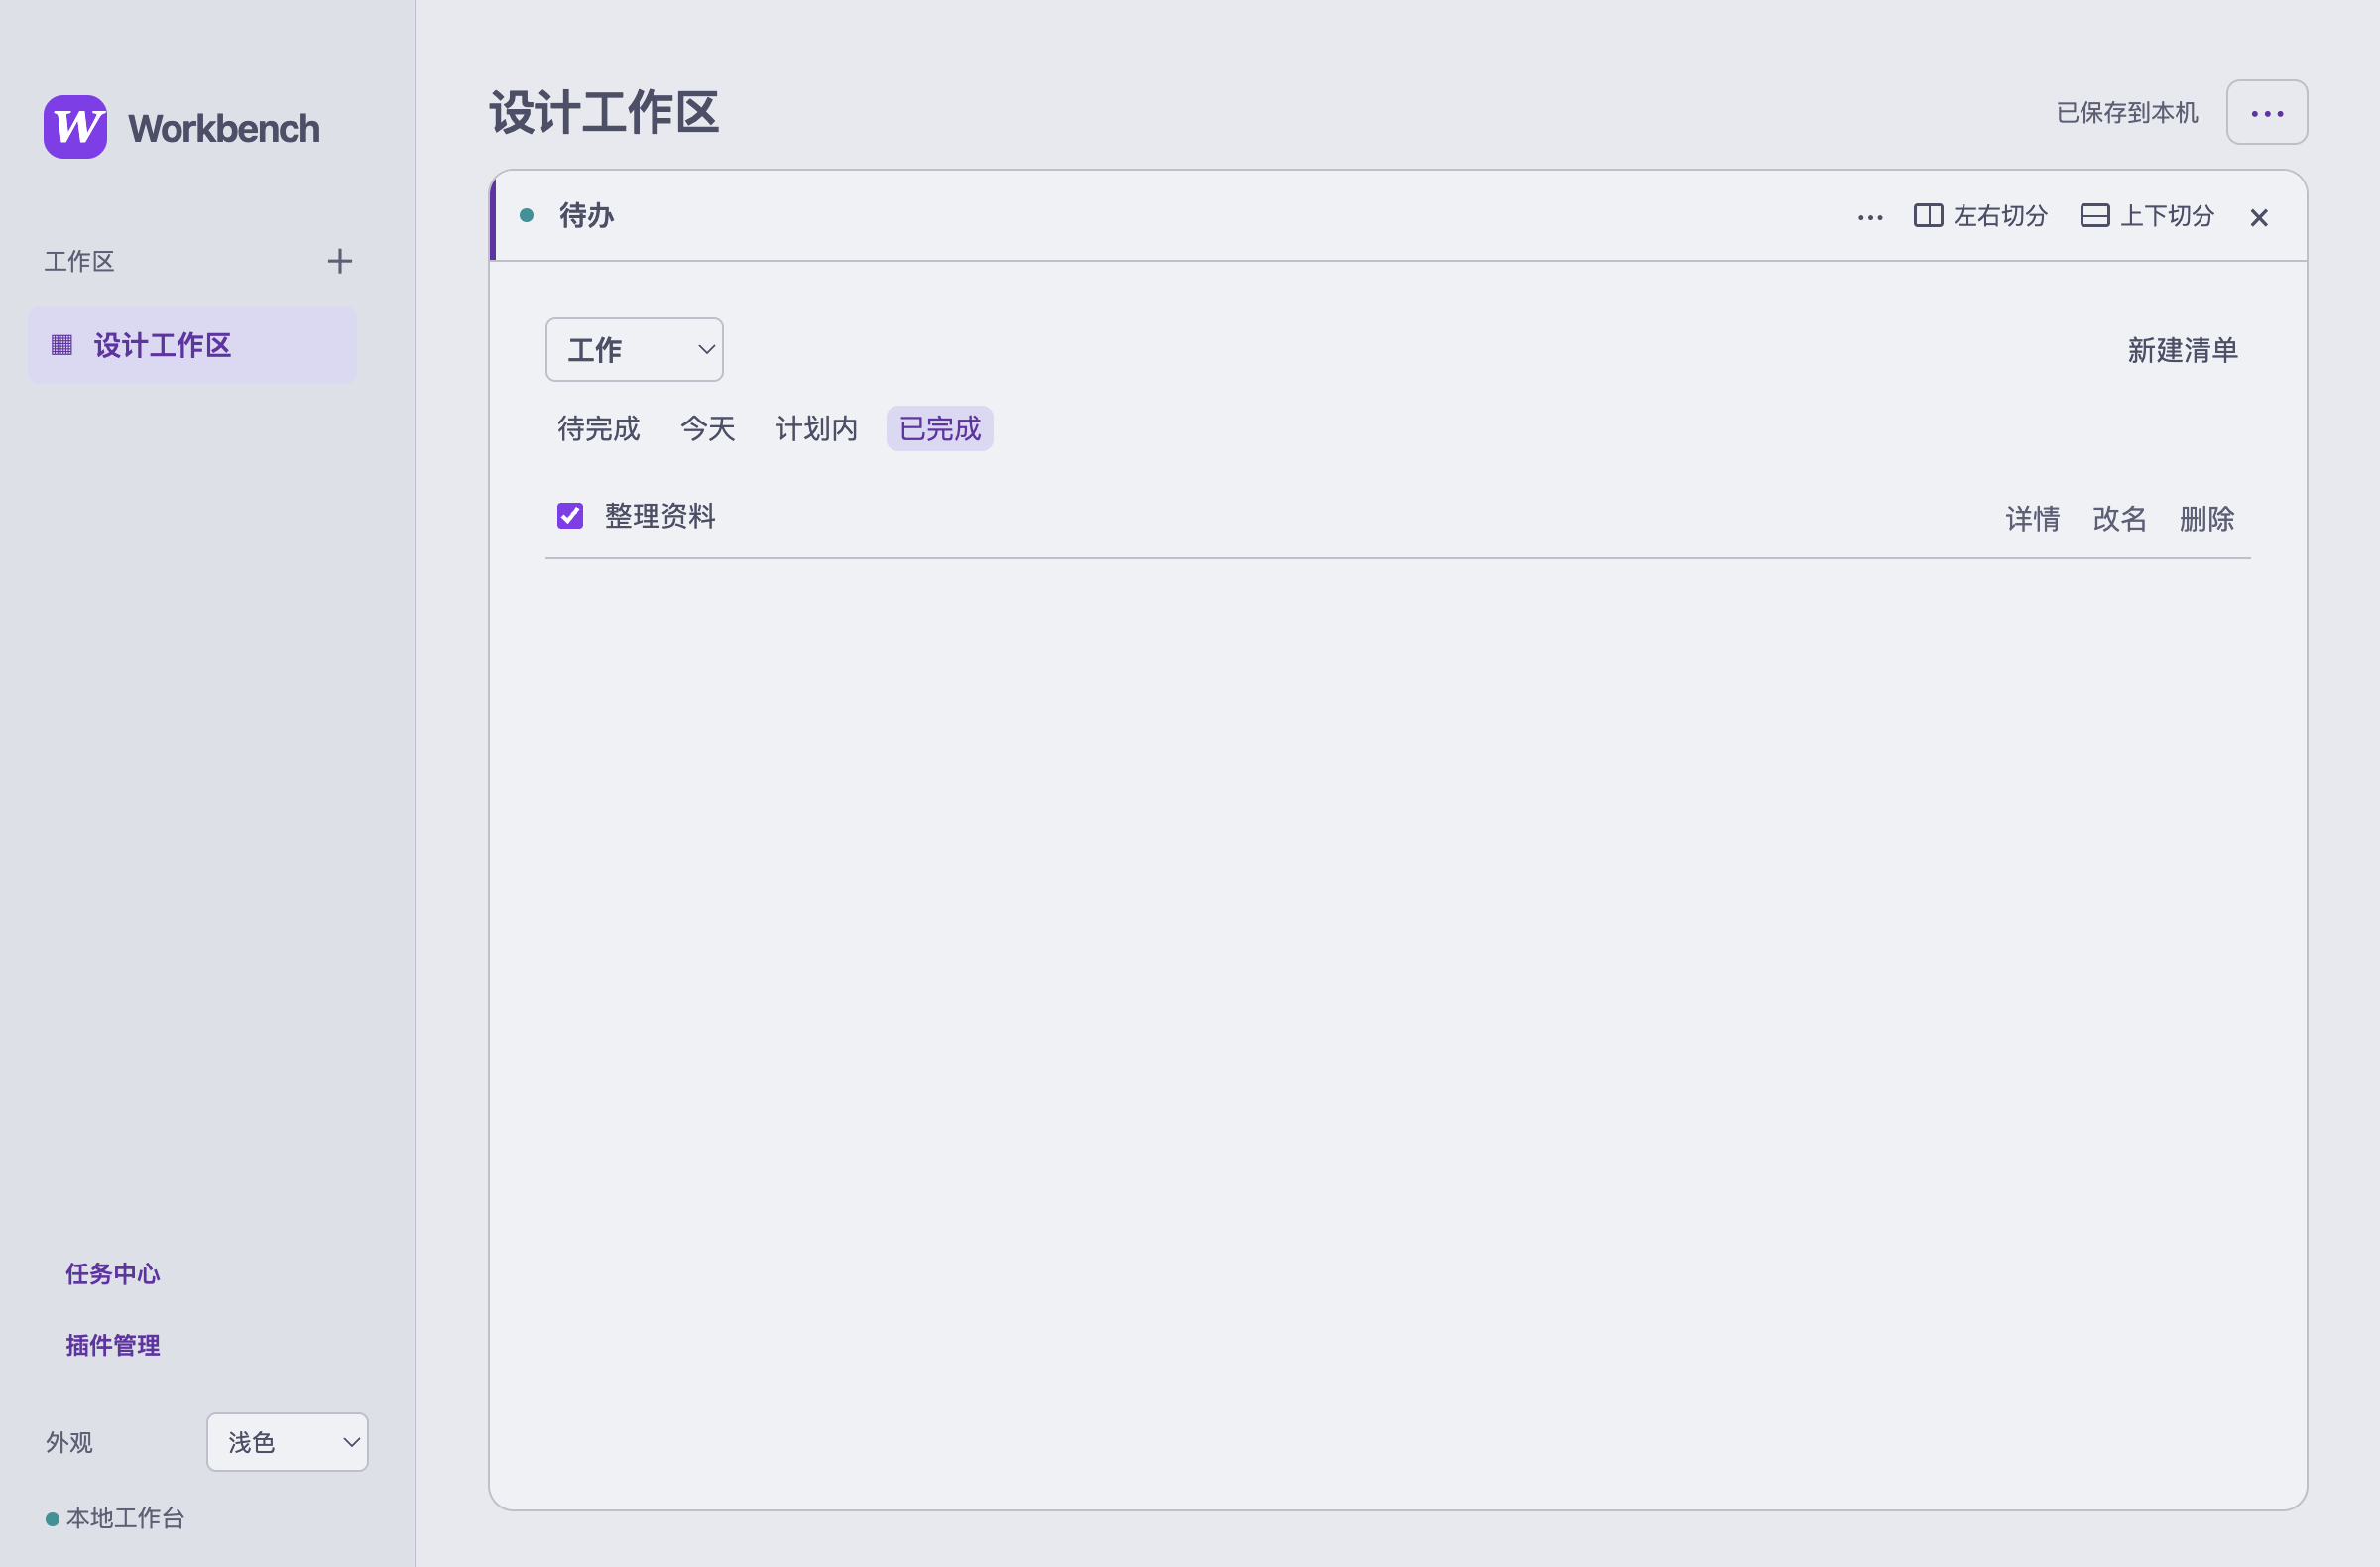 W Workbench
工作区
设计工作区
任务中心
插件管理
外观 浅色
本地工作台
设计工作区
已保存到本机
待办
左右切分 上下切分
工作
新建清单
待完成 今天 计划内 已完成
整理资料
详情 改名 删除